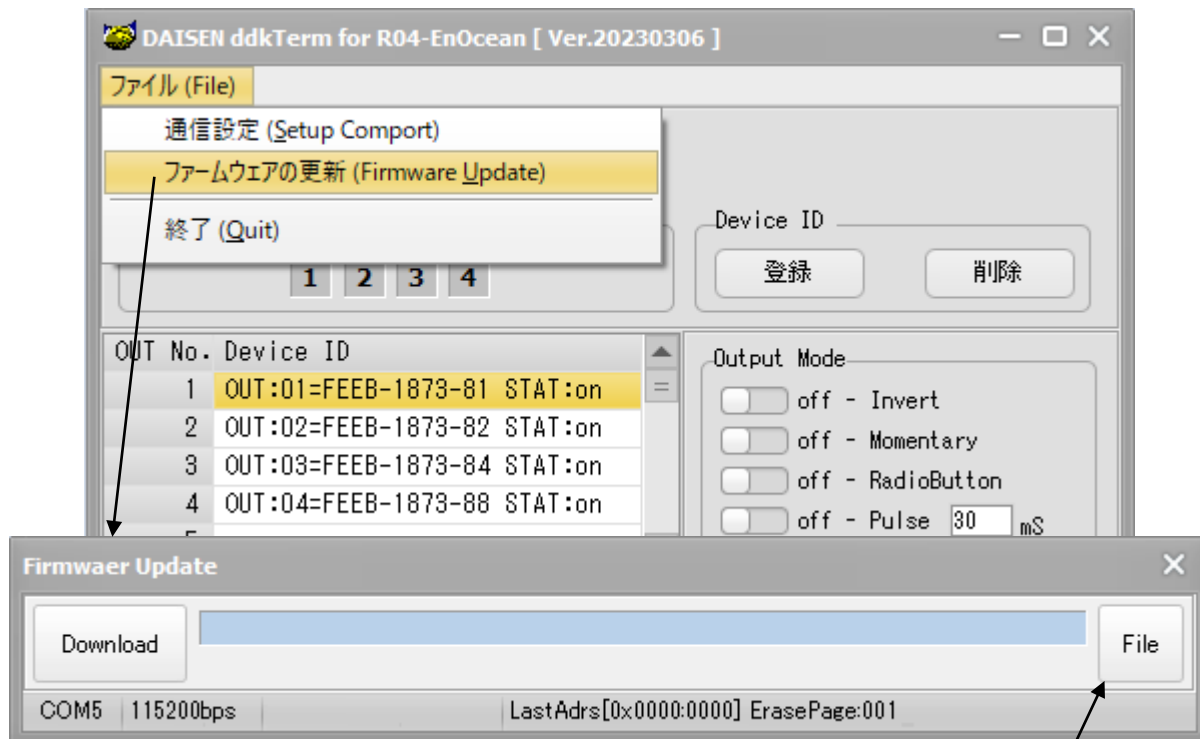 DAISEN ddkTerm for R04-EnOcean [ Ver.20230306 ]
ファイル (File)
通信設定 (Setup Comport)
ファームウェアの更新 (Firmware Update)
終了 (Quit)
1 2 3 4
Device ID
登録 削除
OUT No. Device ID
1 OUT:01=FEEB-1873-81 STAT:on
2 OUT:02=FEEB-1873-82 STAT:on
3 OUT:03=FEEB-1873-84 STAT:on
4 OUT:04=FEEB-1873-88 STAT:on
Output Mode
off - Invert
off - Momentary
off - RadioButton
off - Pulse 30 mS
Firmwaer Update
Download
File
COM5 115200bps LastAdrs[0x0000:0000] ErasePage:001